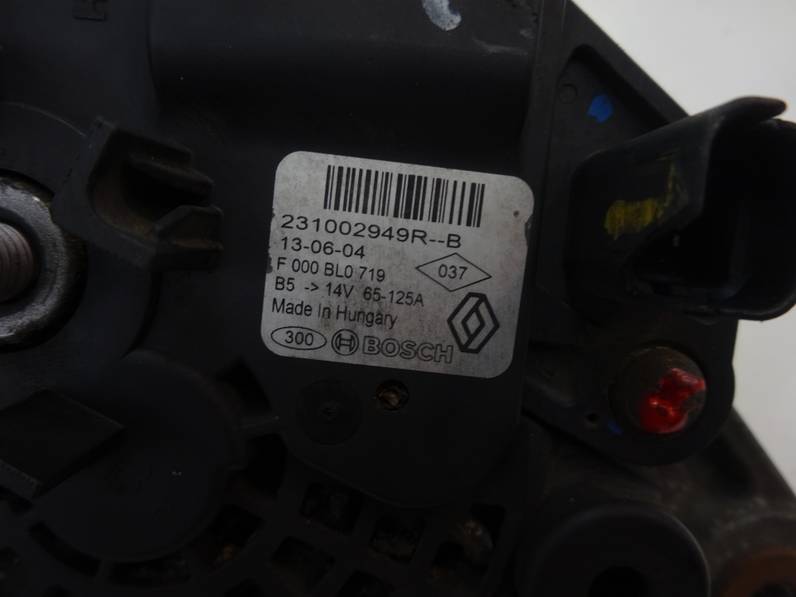 231002949R--B
13-06-04
F 000 BL0 719
037
B5 -> 14V 65-125A
Made In Hungary
300 BOSCH